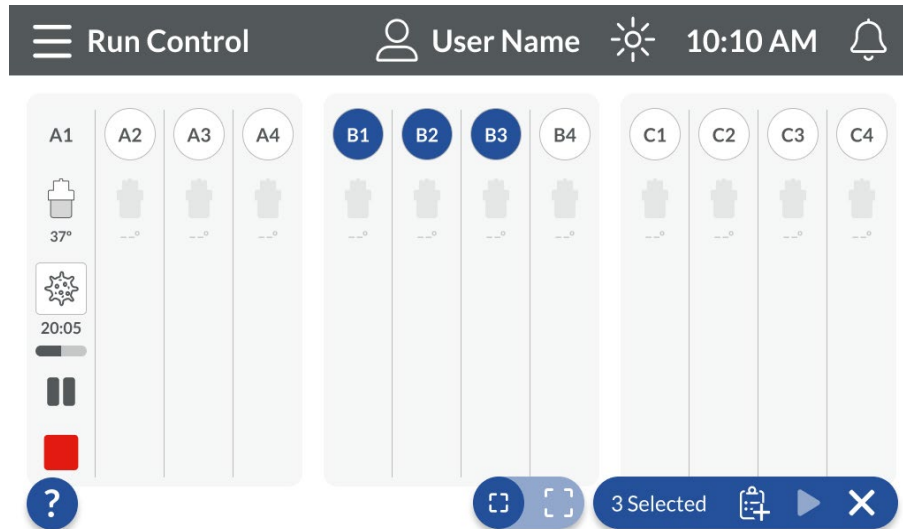 Run Control User Name 10:10 AM
A1 A2 A3 A4 B1 B2 B3 B4 C1 C2 C3 C4
37° --° --° --° --° --° --° --° --° --° --° --°
20:05
? 3 Selected